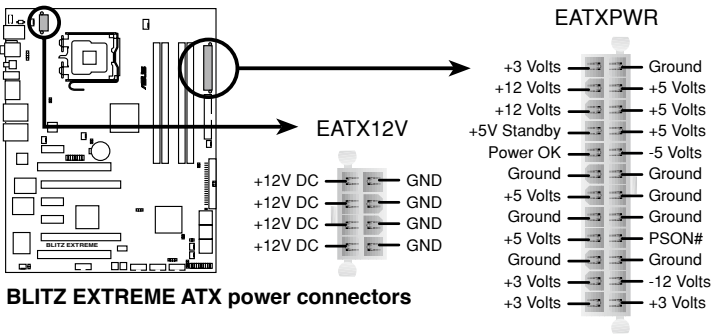 EATXPWR
+3 Volts Ground
+12 Volts +5 Volts
+12 Volts +5 Volts
+5V Standby +5 Volts
Power OK -5 Volts
Ground Ground
+5 Volts Ground
Ground Ground
+5 Volts PSON#
Ground Ground
+3 Volts -12 Volts
+3 Volts +3 Volts
EATX12V
+12V DC GND
+12V DC GND
+12V DC GND
+12V DC GND
ASUS
BLITZ EXTREME
BLITZ EXTREME ATX power connectors